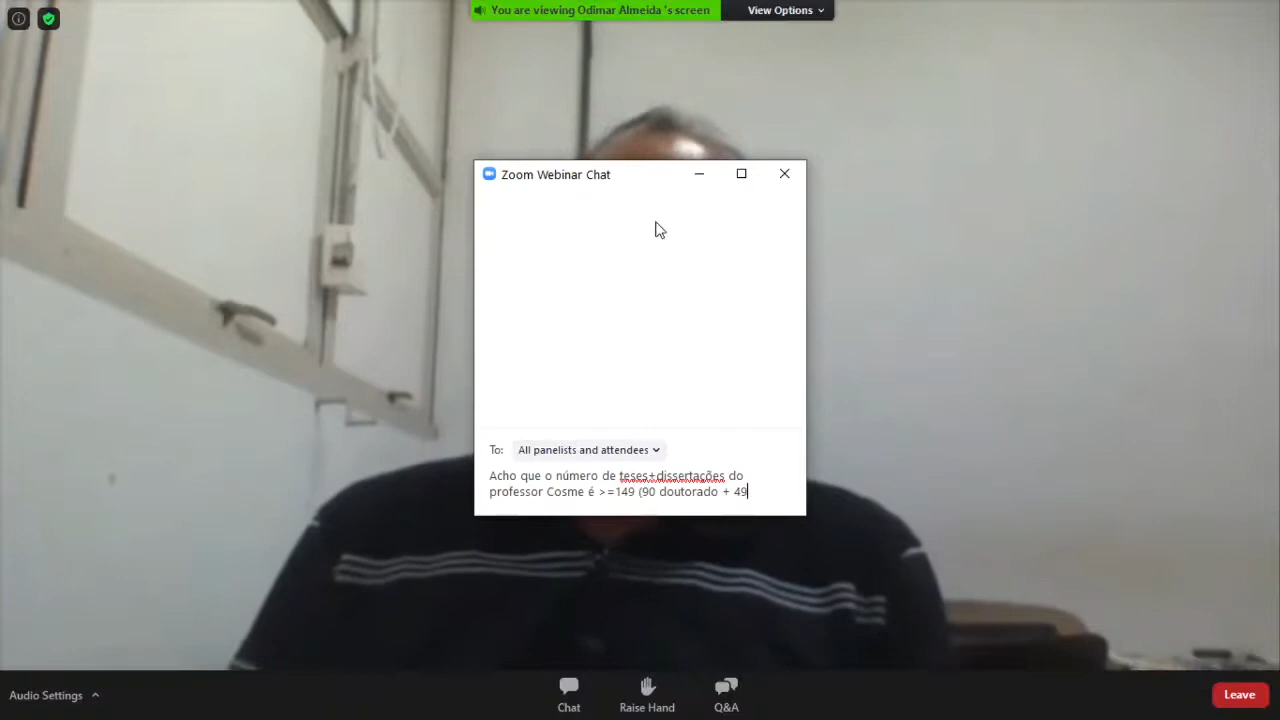 You are viewing Odimar Almeida 's screen
View Options
Zoom Webinar Chat
To: All panelists and attendees
Acho que o número de teses+dissertações do
professor Cosme é >=149 (90 doutorado + 49
Audio Settings
Chat
Raise Hand
Q&A
Leave